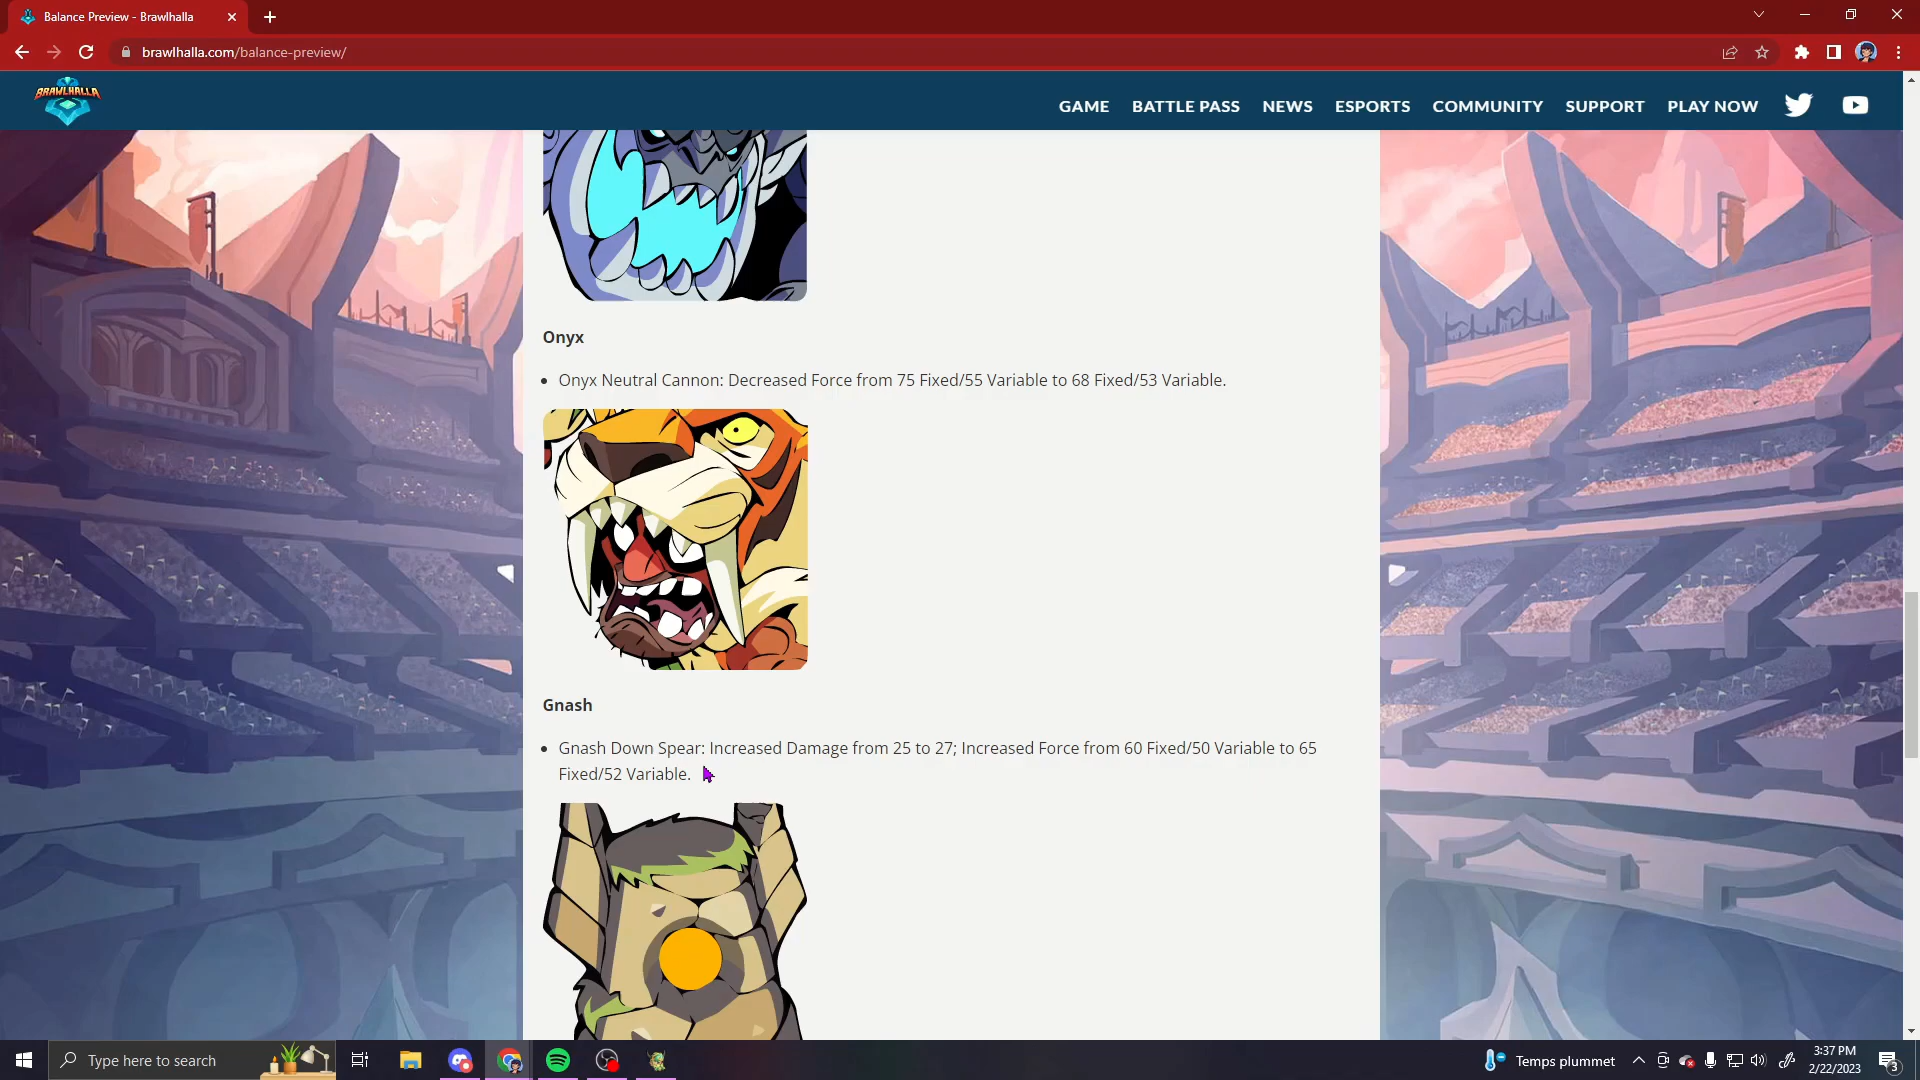 Balance Preview - Brawlhalla
brawlhalla.com/balance-preview/
BRAWLHALLA
GAME BATTLE PASS NEWS ESPORTS COMMUNITY SUPPORT PLAY NOW
Onyx
Onyx Neutral Cannon: Decreased Force from 75 Fixed/55 Variable to 68 Fixed/53 Variable.
Gnash
Gnash Down Spear: Increased Damage from 25 to 27; Increased Force from 60 Fixed/50 Variable to 65
Fixed/52 Variable.
Type here to search
Temps plummet
3:37 PM
2/22/2023
3